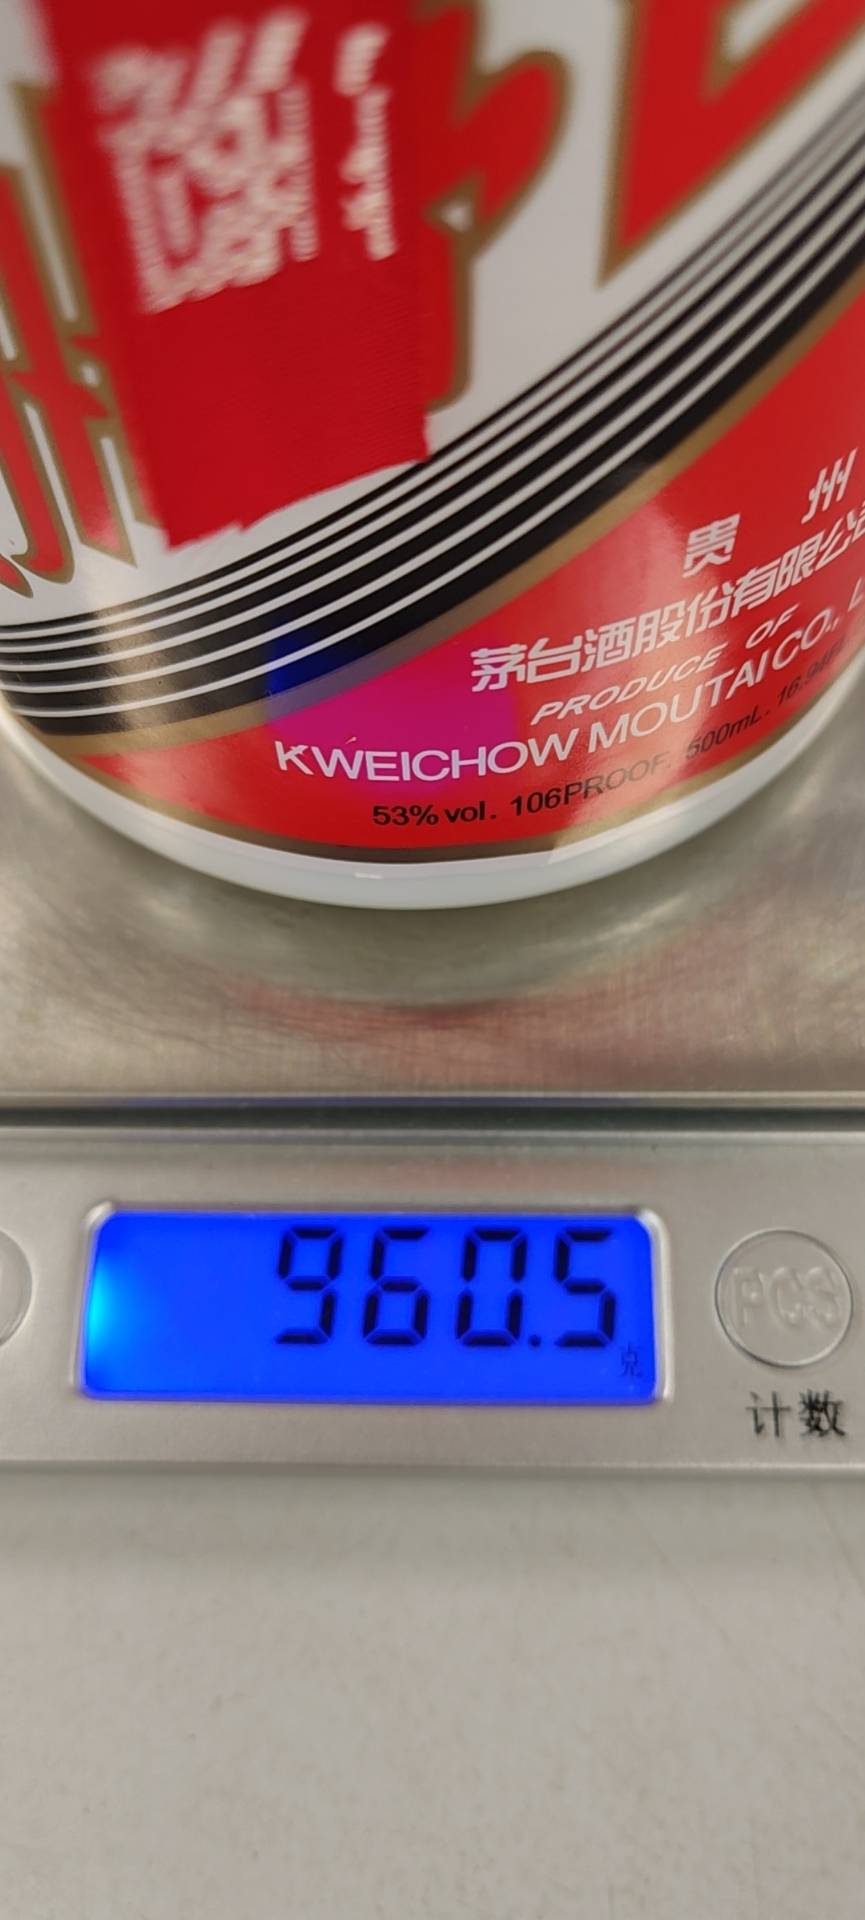 贵 州
茅台酒股份有限公
PRODUCE OF
KWEICHOW MOUTAI CO.,
53% vol. 106PROOF. 500mL.
960.5
克
PCS
计数